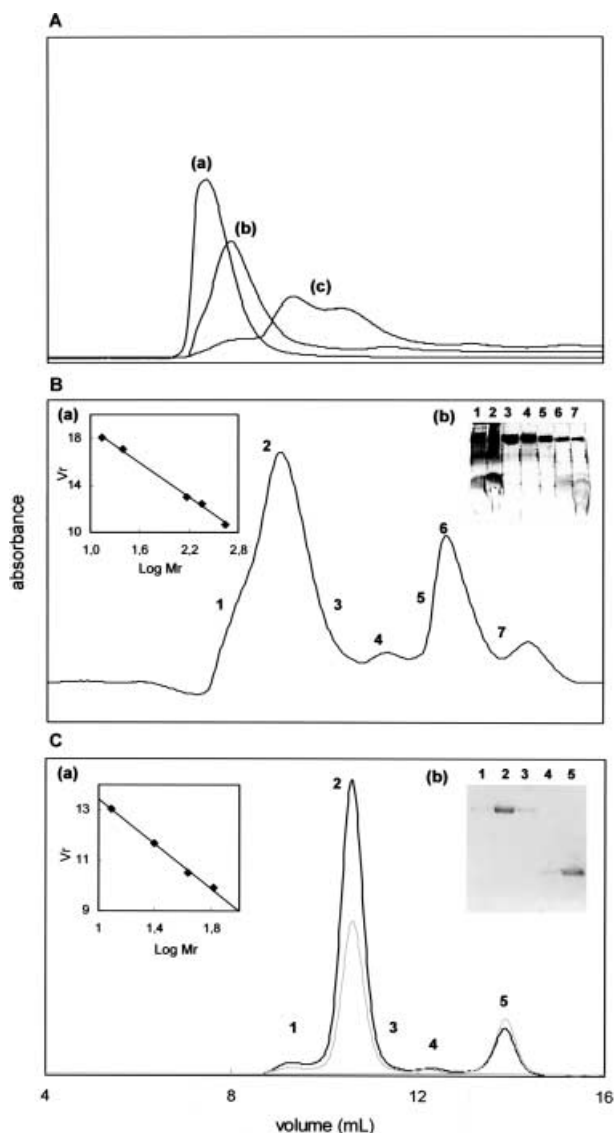 A
(a)
(b)
(c)
B
(a)
18
14
10
Vr
1,0 1,6 2,2 2,8
Log Mr
(b)
1 2 3 4 5 6 7
2
6
1
3
5
7
4
absorbance
C
(a)
13
11
9
Vr
1 1,4 1,8
Log Mr
(b)
1 2 3 4 5
2
1
3
4
5
4 8 12 16
volume (mL)